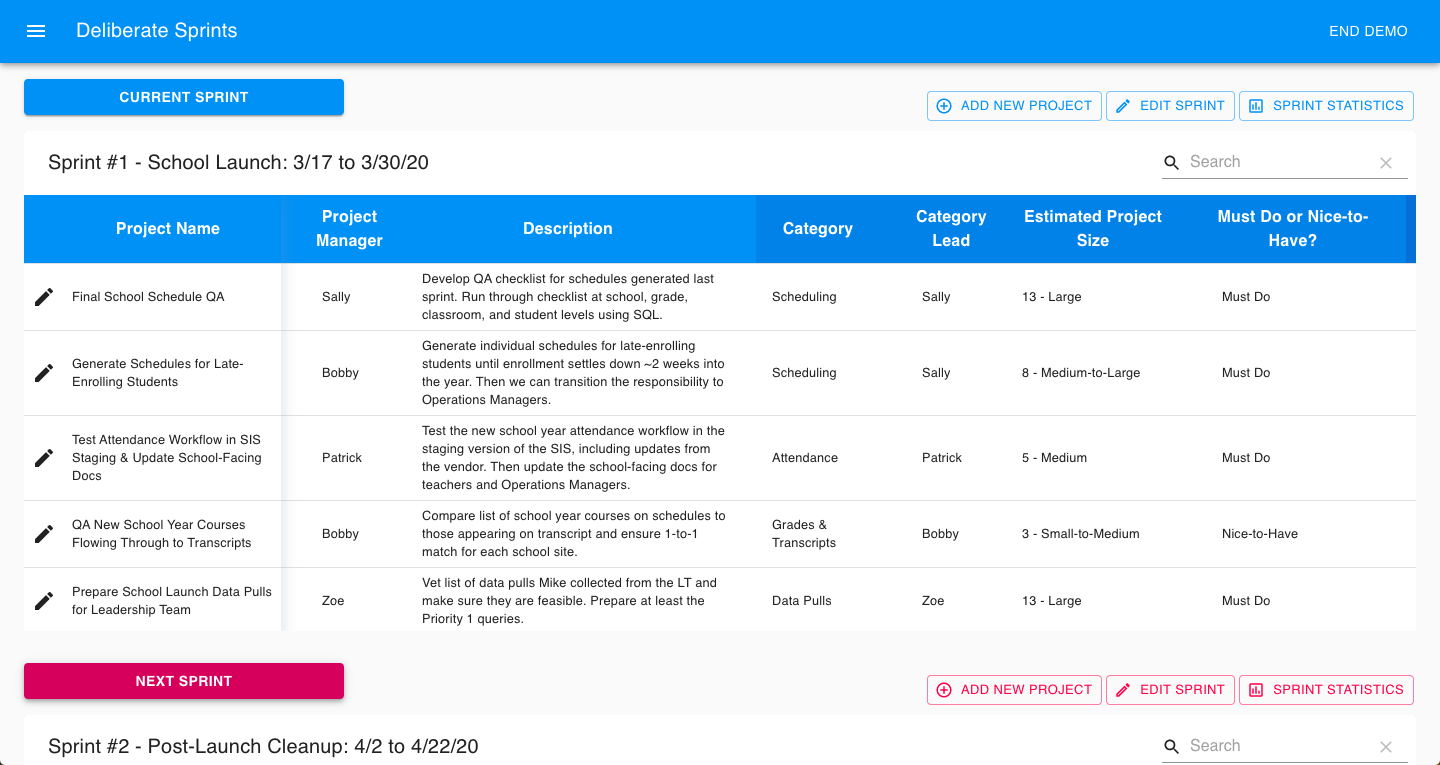 Deliberate Sprints
END DEMO
CURRENT SPRINT
ADD NEW PROJECT
EDIT SPRINT
SPRINT STATISTICS
Sprint #1 - School Launch: 3/17 to 3/30/20
Search
Project Name
Project
Manager
Description
Category
Category
Lead
Estimated Project
Size
Must Do or Nice-to-
Have?
Final School Schedule QA
Sally
Develop QA checklist for schedules generated last
sprint. Run through checklist at school, grade,
classroom, and student levels using SQL.
Scheduling
Sally
13 - Large
Must Do
Generate Schedules for Late-
Enrolling Students
Bobby
Generate individual schedules for late-enrolling
students until enrollment settles down ~2 weeks into
the year. Then we can transition the responsibility to
Operations Managers.
Scheduling
Sally
8 - Medium-to-Large
Must Do
Test Attendance Workflow in SIS
Staging & Update School-Facing
Docs
Patrick
Test the new school year attendance workflow in the
staging version of the SIS, including updates from
the vendor. Then update the school-facing docs for
teachers and Operations Managers.
Attendance
Patrick
5 - Medium
Must Do
QA New School Year Courses
Flowing Through to Transcripts
Bobby
Compare list of school year courses on schedules to
those appearing on transcript and ensure 1-to-1
match for each school site.
Grades &
Transcripts
Bobby
3 - Small-to-Medium
Nice-to-Have
Prepare School Launch Data Pulls
for Leadership Team
Zoe
Vet list of data pulls Mike collected from the LT and
make sure they are feasible. Prepare at least the
Priority 1 queries.
Data Pulls
Zoe
13 - Large
Must Do
NEXT SPRINT
ADD NEW PROJECT
EDIT SPRINT
SPRINT STATISTICS
Sprint #2 - Post-Launch Cleanup: 4/2 to 4/22/20
Search